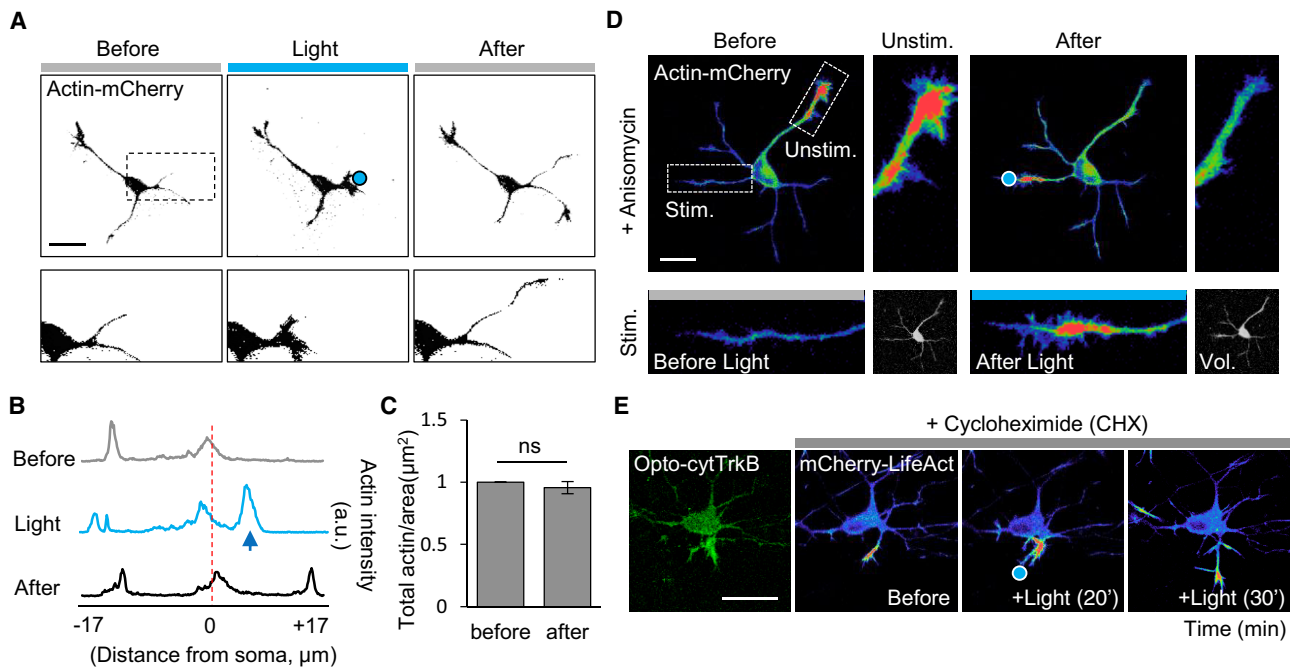 A
Before
Light
After
Actin-mCherry
B
Before
Light
After
Actin intensity
(a.u.)
-17
0
+17
(Distance from soma, µm)
C
Total actin/area(µm²)
1.5
1
0.5
0
ns
before
after
D
Before
Unstim.
After
+ Anisomycin
Actin-mCherry
Unstim.
Stim.
Stim.
Before Light
After Light
Vol.
E
+ Cycloheximide (CHX)
Opto-cytTrkB
mCherry-LifeAct
Before
+Light (20’)
+Light (30’)
Time (min)